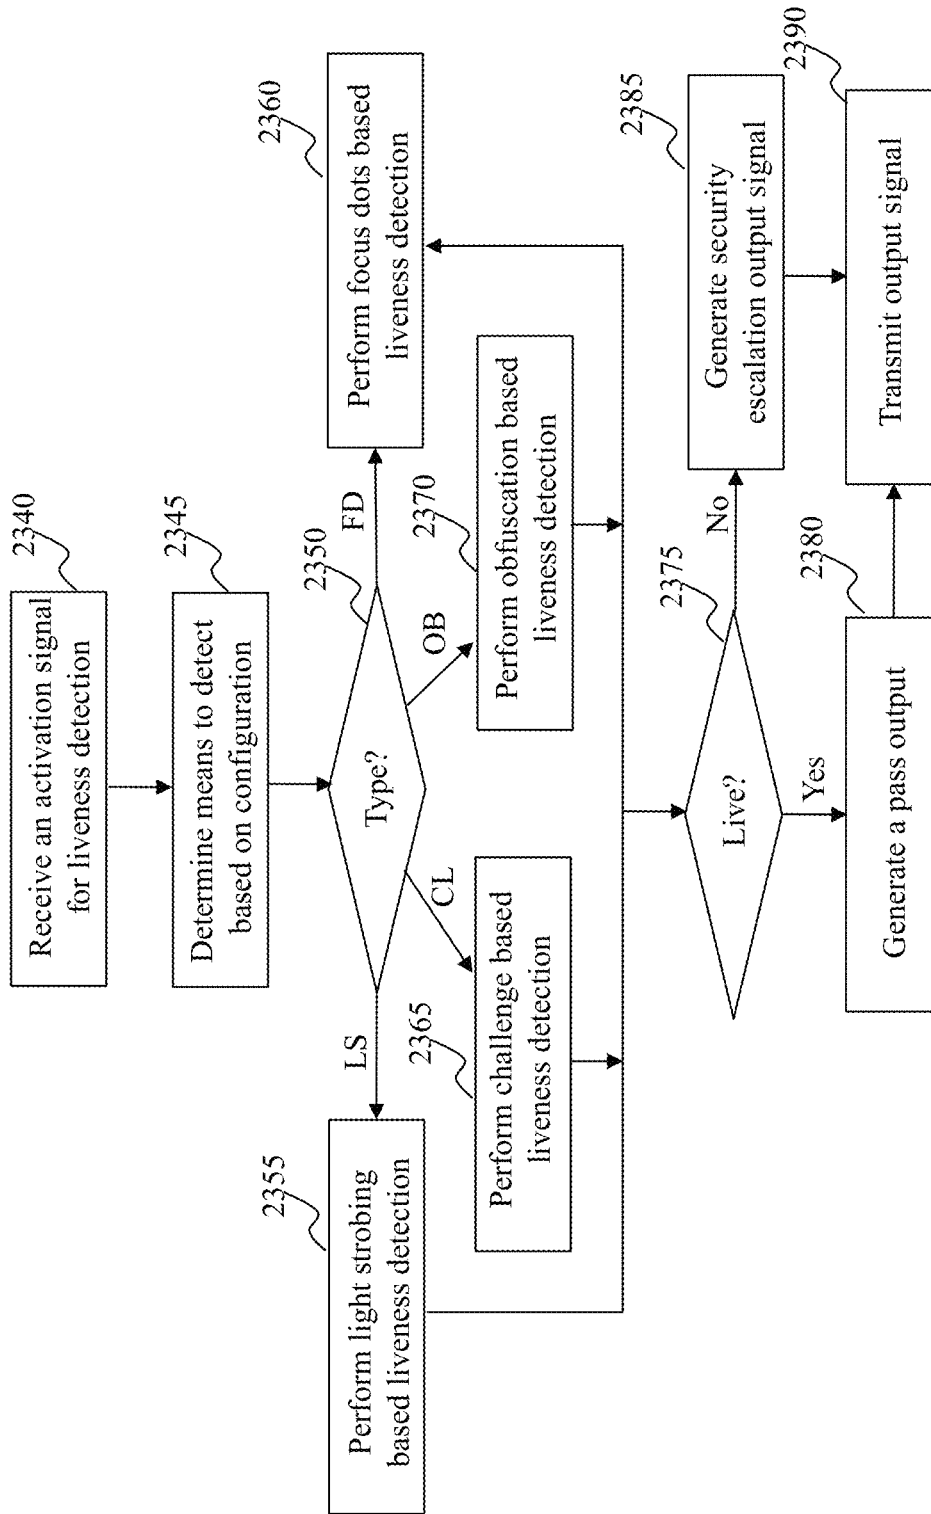 2340
Receive an activation signal
for liveness detection
2345
Determine means to detect
based on configuration
2350
Type?
LS
CL
OB
FD
2355
Perform light strobing
based liveness detection
2360
Perform focus dots based
liveness detection
2365
Perform challenge based
liveness detection
2370
Perform obfuscation based
liveness detection
2375
Live?
No
Yes
2385
Generate security
escalation output signal
2380
Generate a pass output
2390
Transmit output signal